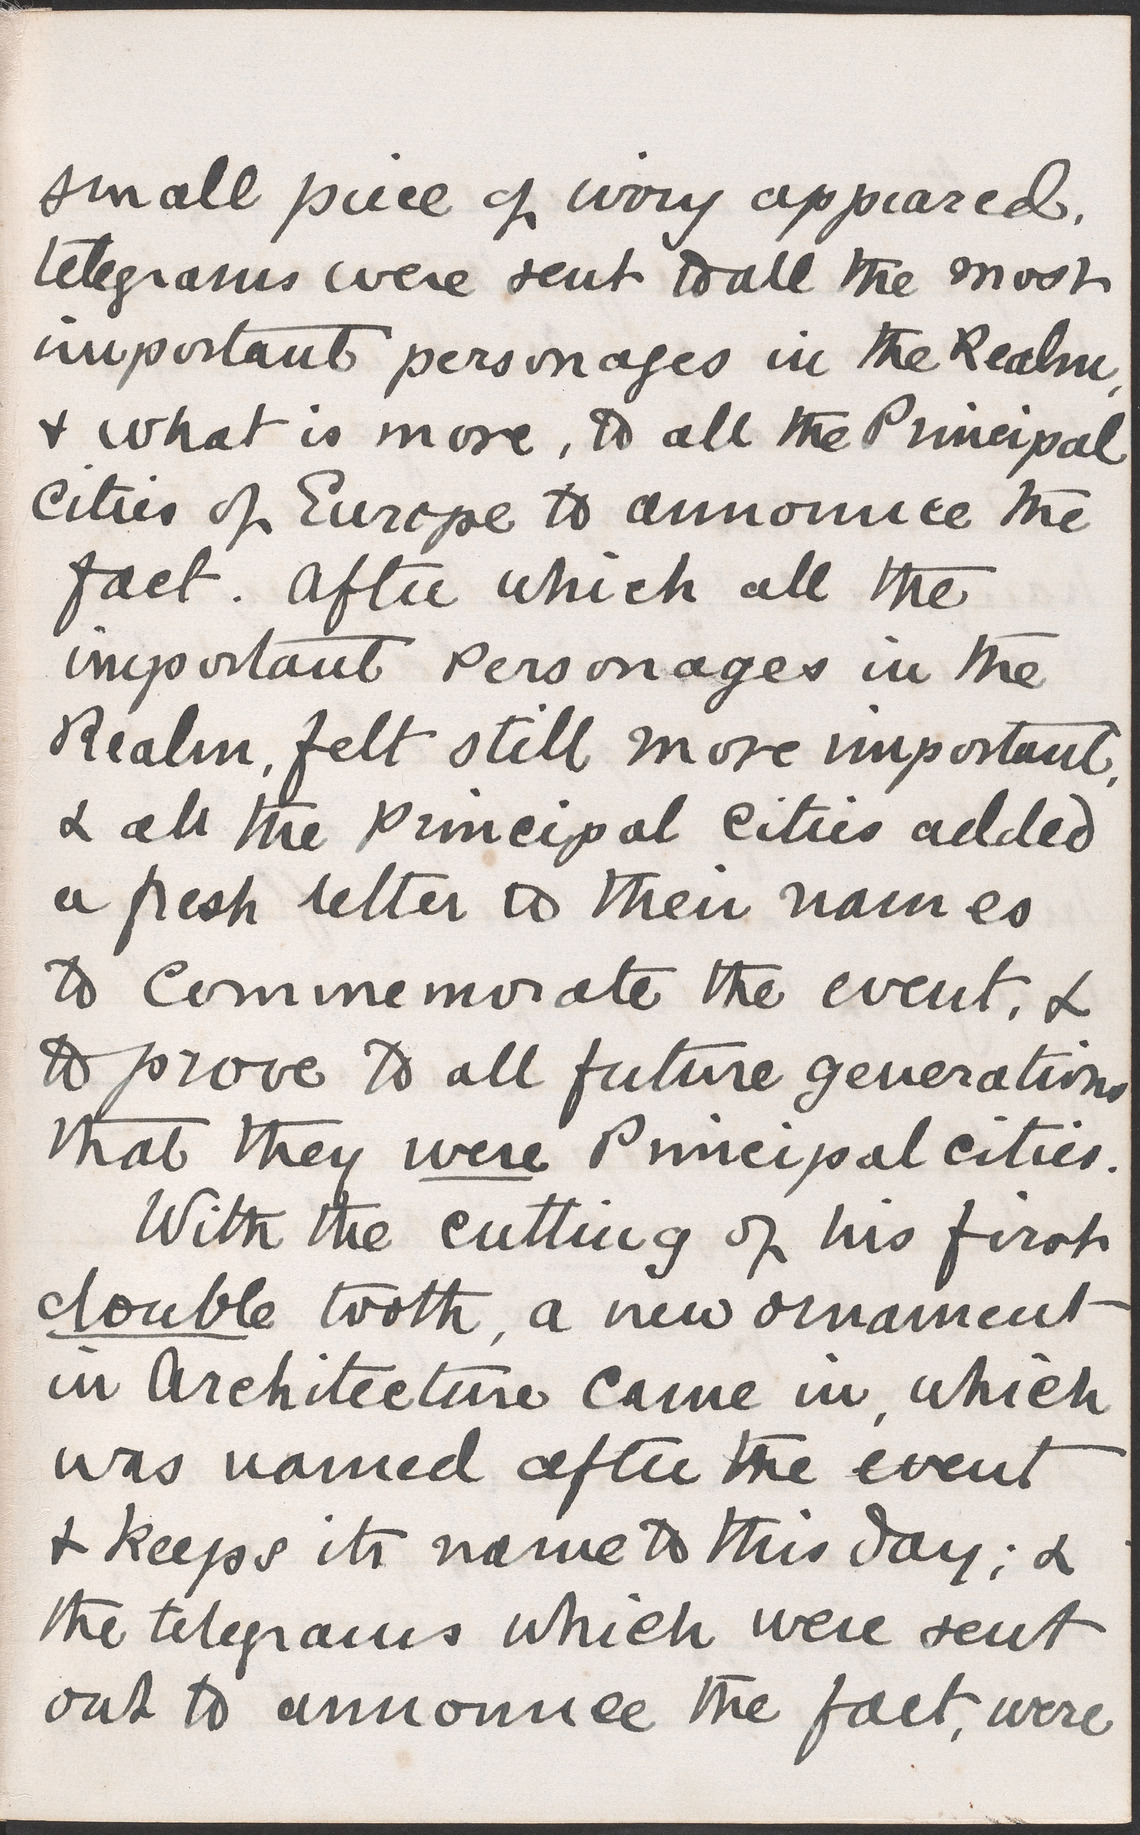 small piece of ivory appeared,
telegrams were sent to all the most
important personages in the Realm,
& what is more, to all the Principal
Cities of Europe to announce the
fact. After which all the
important Personages in the
Realm, felt still more important,
& all the Principal Cities added
a fresh letter to their names
to Commemorate the event, &
to prove to all future generations
that they were Principal cities.
With the cutting of his first
double tooth, a new ornament
in Architecture Came in, which
was named after the event
& keeps its name to this day; &
the telegrams which were sent
out to announce the fact, were